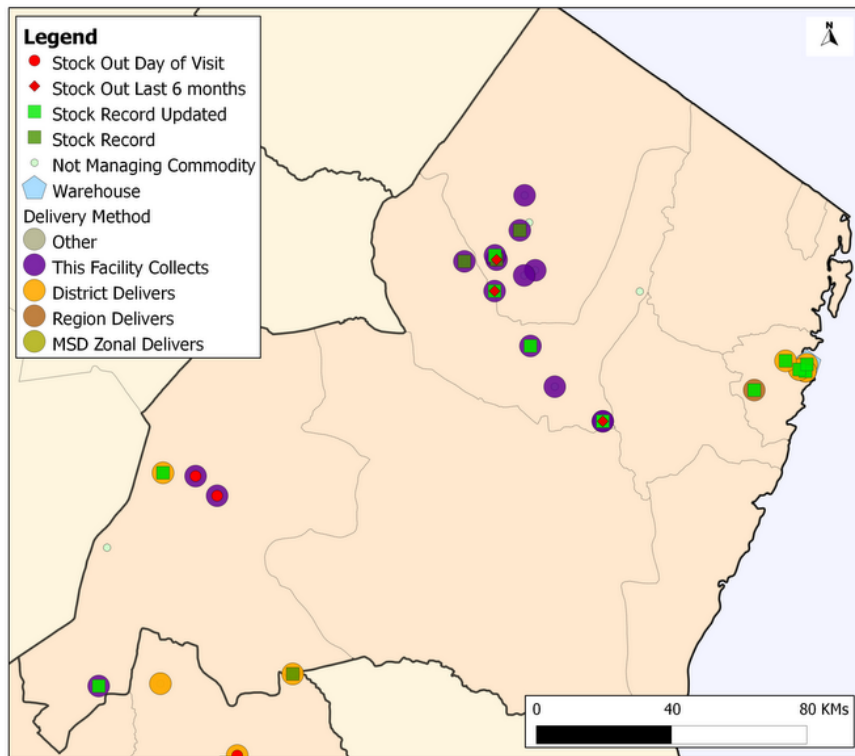 N
Legend
Stock Out Day of Visit
Stock Out Last 6 months
Stock Record Updated
Stock Record
Not Managing Commodity
Warehouse
Delivery Method
Other
This Facility Collects
District Delivers
Region Delivers
MSD Zonal Delivers
0 40 80 KMs